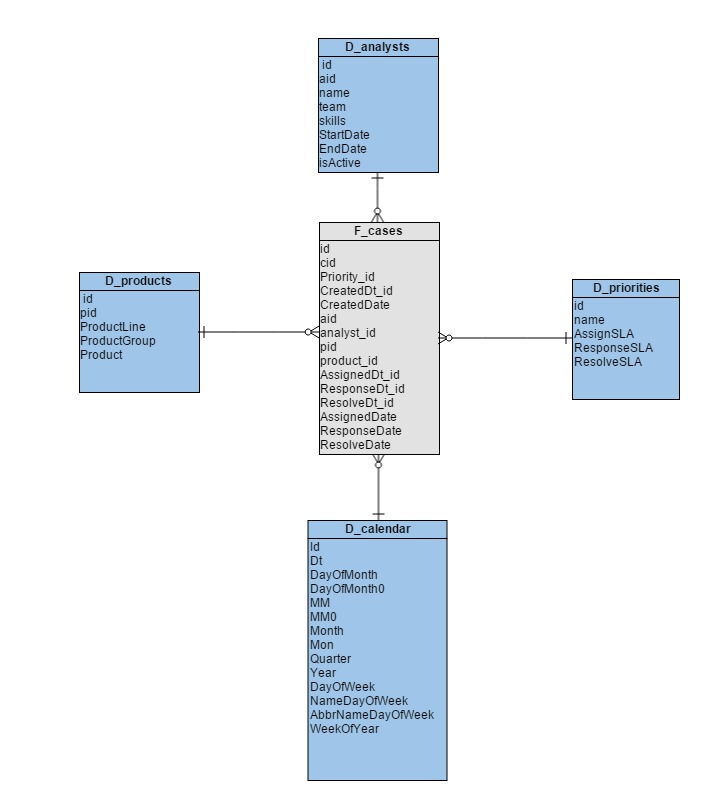 D_analysts
id
aid
name
team
skills
StartDate
EndDate
isActive
F_cases
id
cid
Priority_id
CreatedDt_id
CreatedDate
aid
analyst_id
pid
product_id
AssignedDt_id
ResponseDt_id
ResolveDt_id
AssignedDate
ResponseDate
ResolveDate
D_products
id
pid
ProductLine
ProductGroup
Product
D_priorities
id
name
AssignSLA
ResponseSLA
ResolveSLA
D_calendar
Id
Dt
DayOfMonth
DayOfMonth0
MM
MM0
Month
Mon
Quarter
Year
DayOfWeek
NameDayOfWeek
AbbrNameDayOfWeek
WeekOfYear